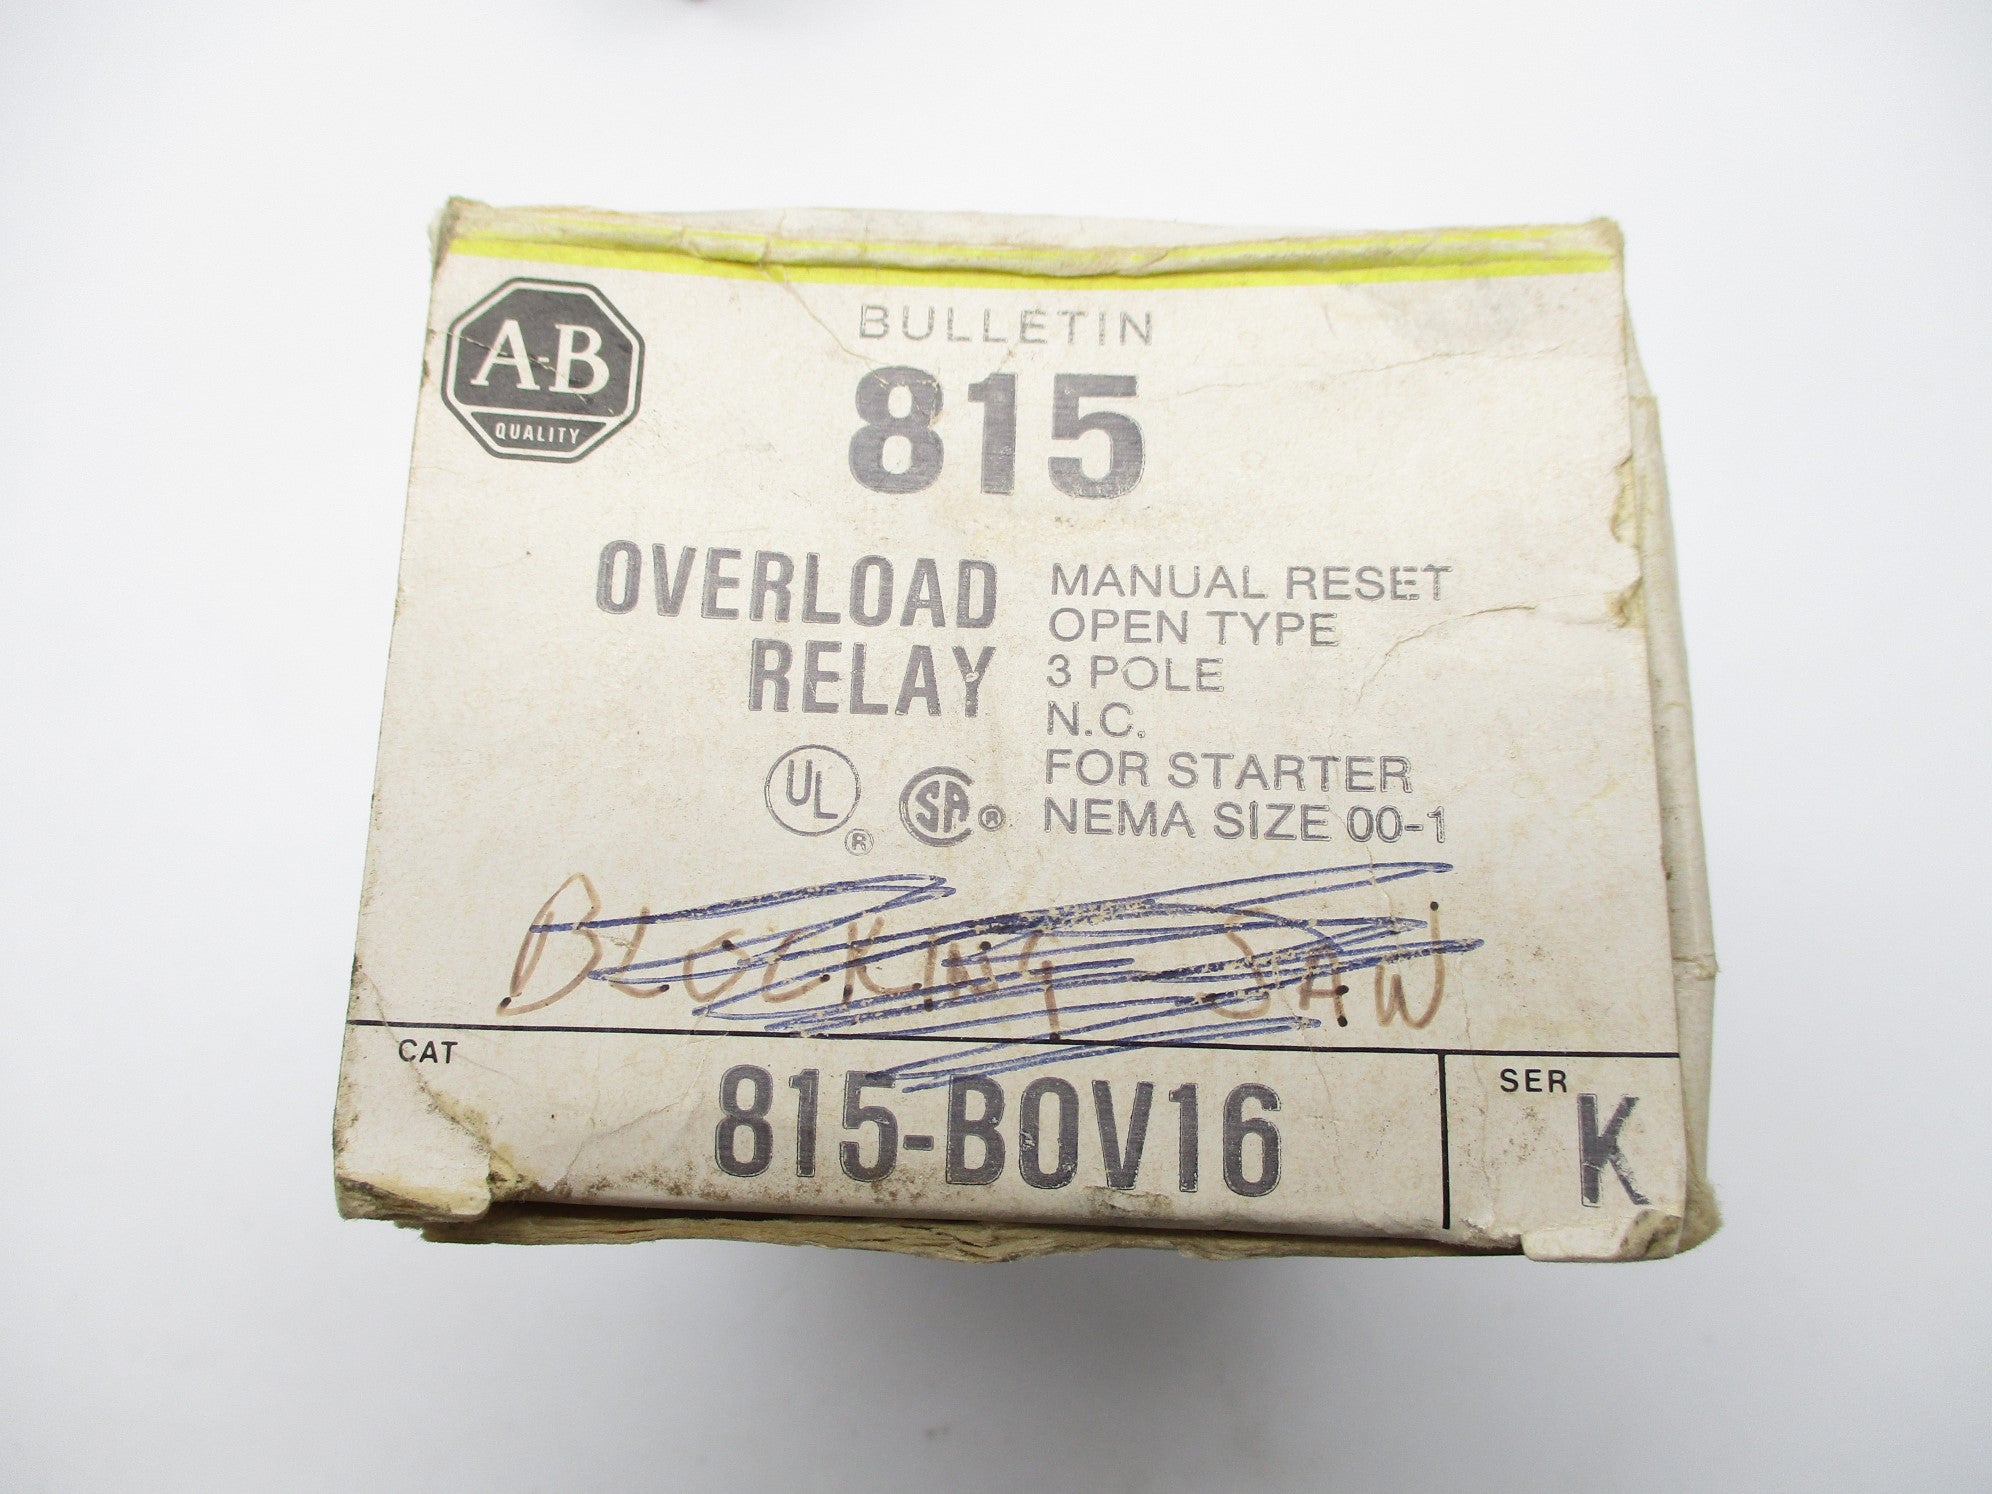 A-B
QUALITY
BULLETIN
815
OVERLOAD
RELAY
MANUAL RESET
OPEN TYPE
3 POLE
N.C.
FOR STARTER
NEMA SIZE 00-1
UL ®
SA ®
BLOCKING SAW
CAT
815-BOV16
SER
K